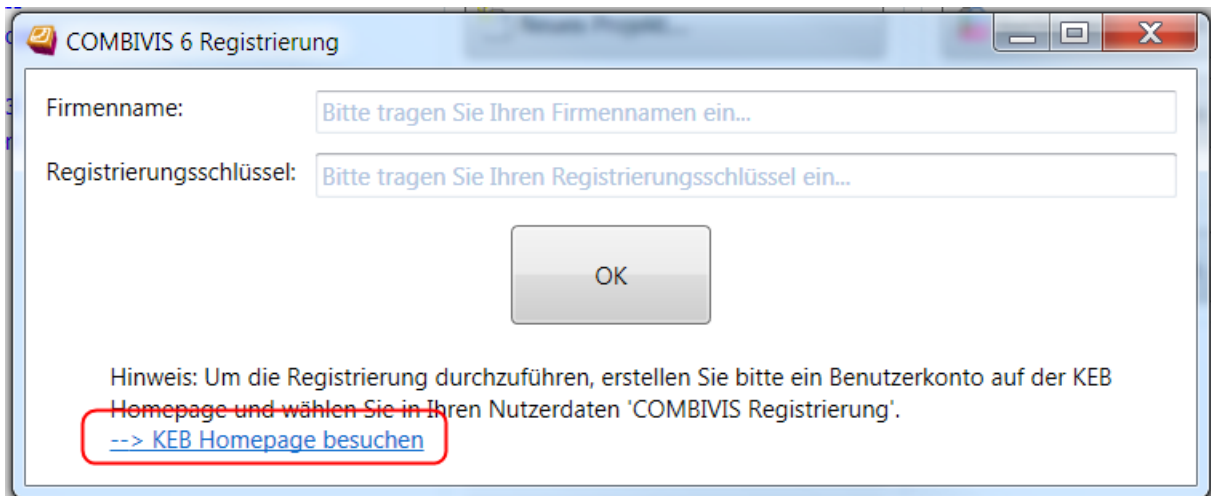 Neues Projekt...
COMBIVIS 6 Registrierung
Firmenname:
Bitte tragen Sie Ihren Firmennamen ein...
Registrierungsschlüssel:
Bitte tragen Sie Ihren Registrierungsschlüssel ein...
OK
Hinweis: Um die Registrierung durchzuführen, erstellen Sie bitte ein Benutzerkonto auf der KEB
Homepage und wählen Sie in Ihren Nutzerdaten 'COMBIVIS Registrierung'.
--> KEB Homepage besuchen